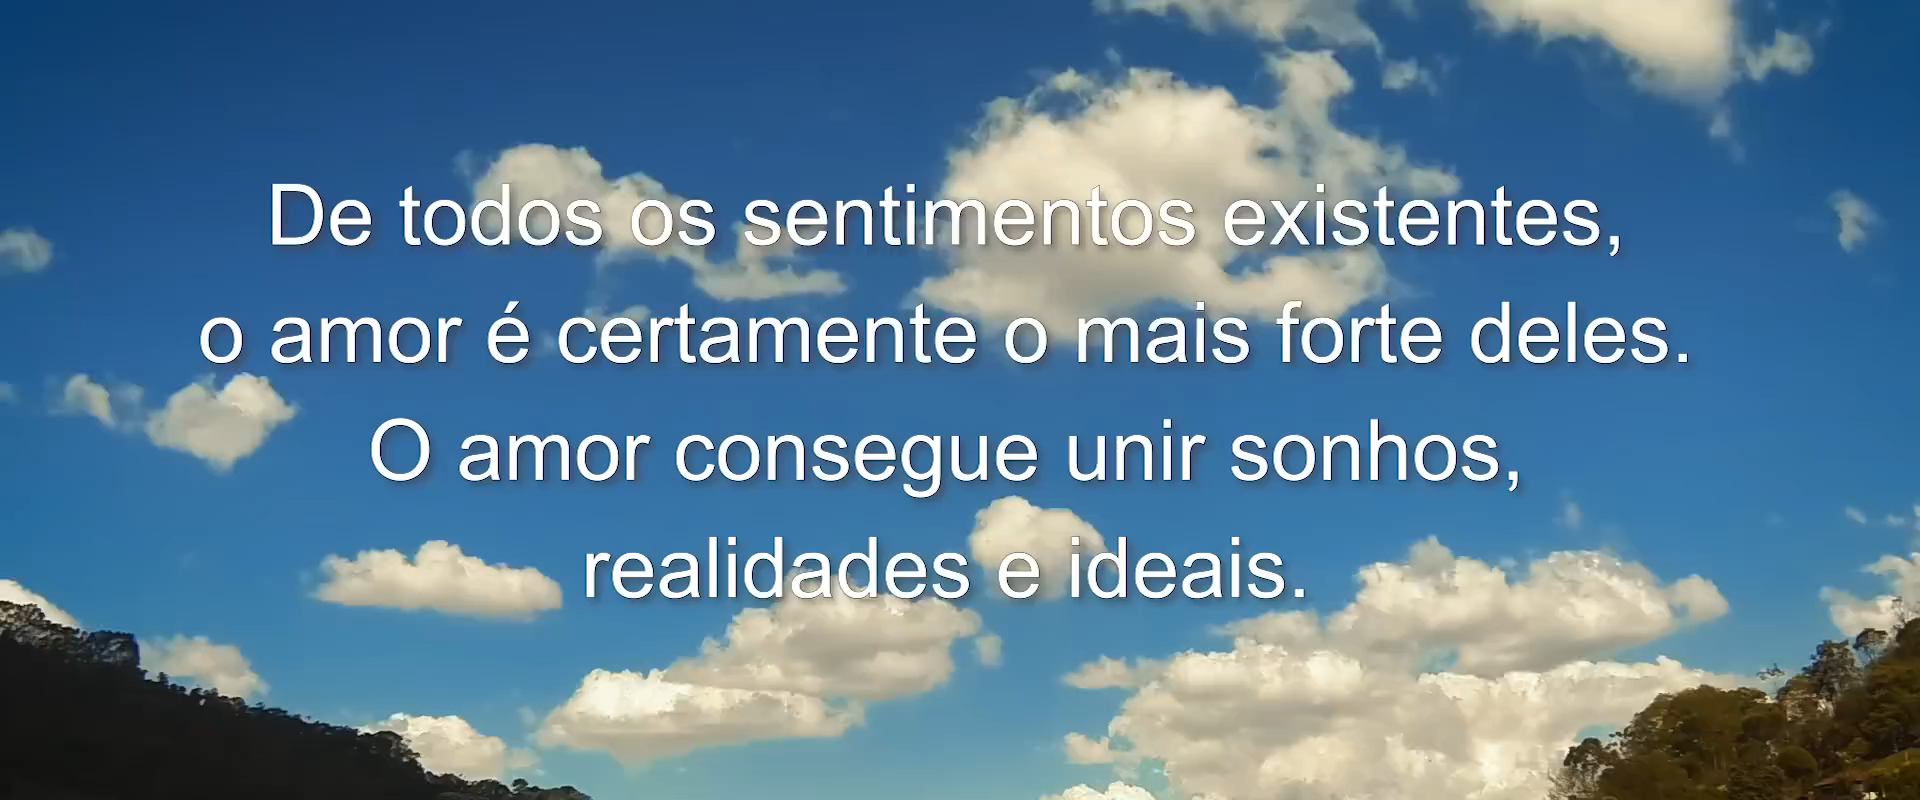 De todos os sentimentos existentes,
o amor é certamente o mais forte deles.
O amor consegue unir sonhos,
realidades e ideais.